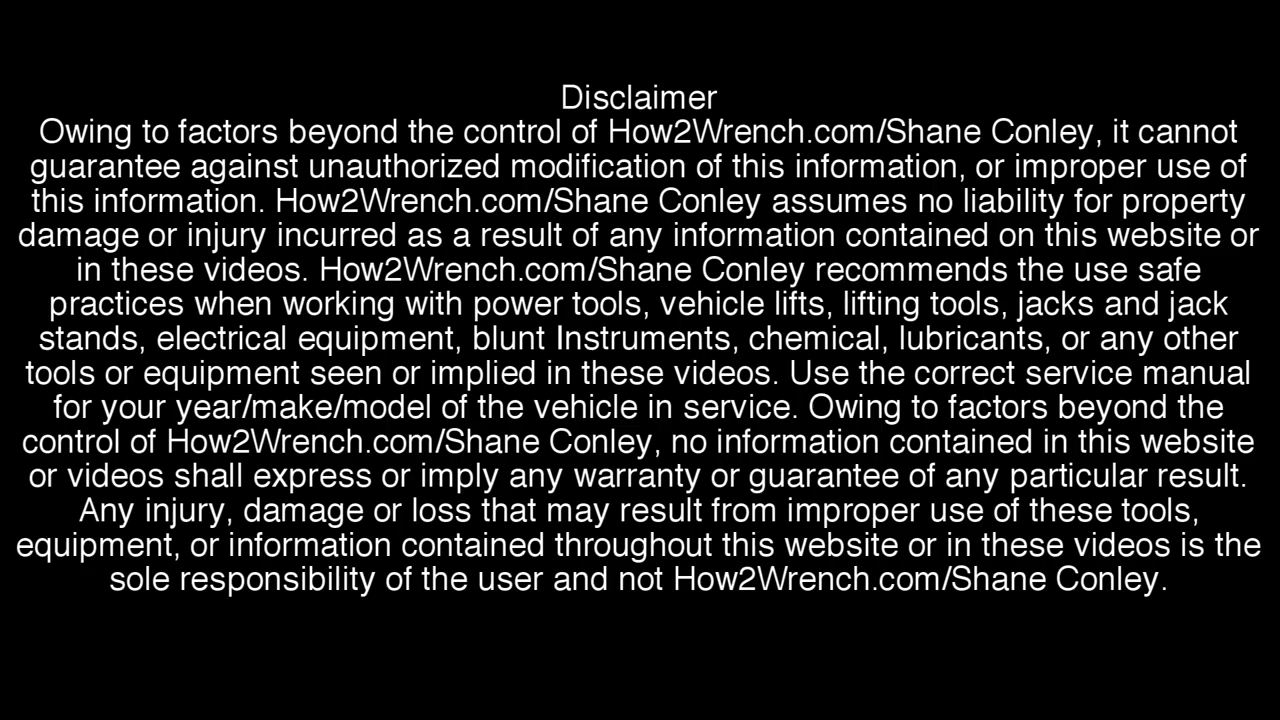 Disclaimer
Owing to factors beyond the control of How2Wrench.com/Shane Conley, it cannot
guarantee against unauthorized modification of this information, or improper use of
this information. How2Wrench.com/Shane Conley assumes no liability for property
damage or injury incurred as a result of any information contained on this website or
in these videos. How2Wrench.com/Shane Conley recommends the use safe
practices when working with power tools, vehicle lifts, lifting tools, jacks and jack
stands, electrical equipment, blunt Instruments, chemical, lubricants, or any other
tools or equipment seen or implied in these videos. Use the correct service manual
for your year/make/model of the vehicle in service. Owing to factors beyond the
control of How2Wrench.com/Shane Conley, no information contained in this website
or videos shall express or imply any warranty or guarantee of any particular result.
Any injury, damage or loss that may result from improper use of these tools,
equipment, or information contained throughout this website or in these videos is the
sole responsibility of the user and not How2Wrench.com/Shane Conley.